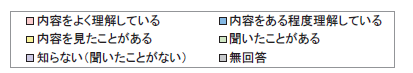 内容をよく理解している 内容をある程度理解している
内容を見たことがある 聞いたことがある
知らない（聞いたことがない） 無回答